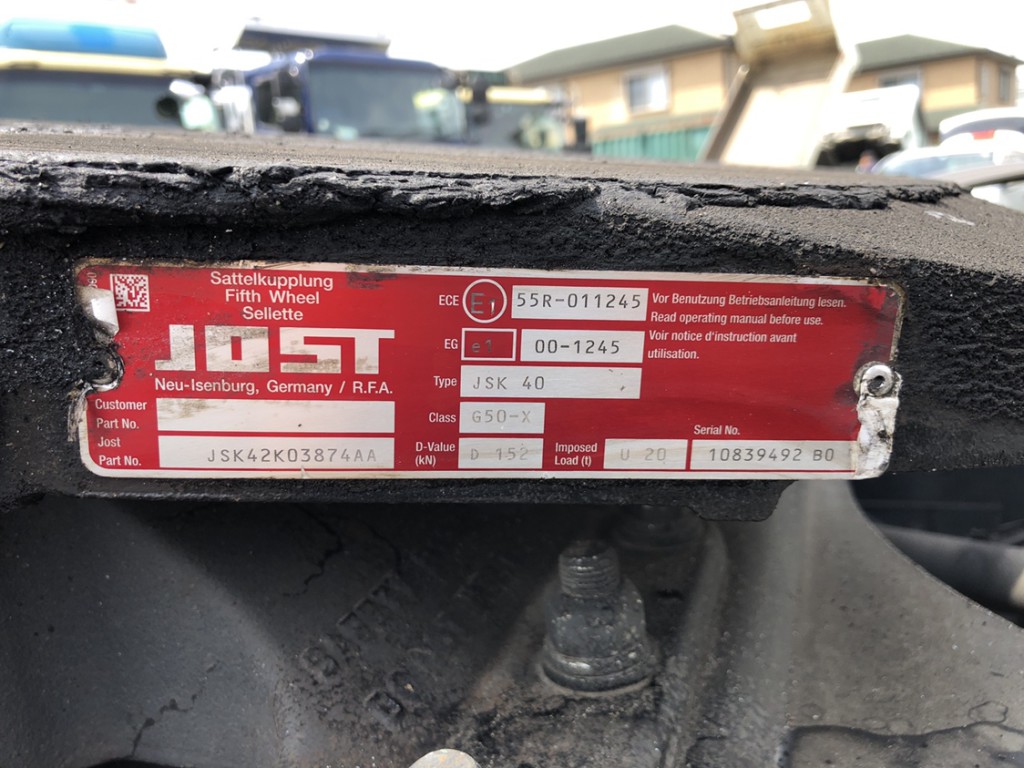 Sattelkupplung
Fifth Wheel
Sellette
JOST
Neu-Isenburg, Germany / R.F.A.
Customer
Part No.
Jost
Part No.
JSK42K03874AA
ECE E1 55R-011245
EG e1 00-1245
Type JSK 40
Class G50-X
D-Value
(kN)
D 152
Imposed
Load (t)
U 20
Vor Benutzung Betriebsanleitung lesen.
Read operating manual before use.
Voir notice d'instruction avant
utilisation.
Serial No.
10839492 B0